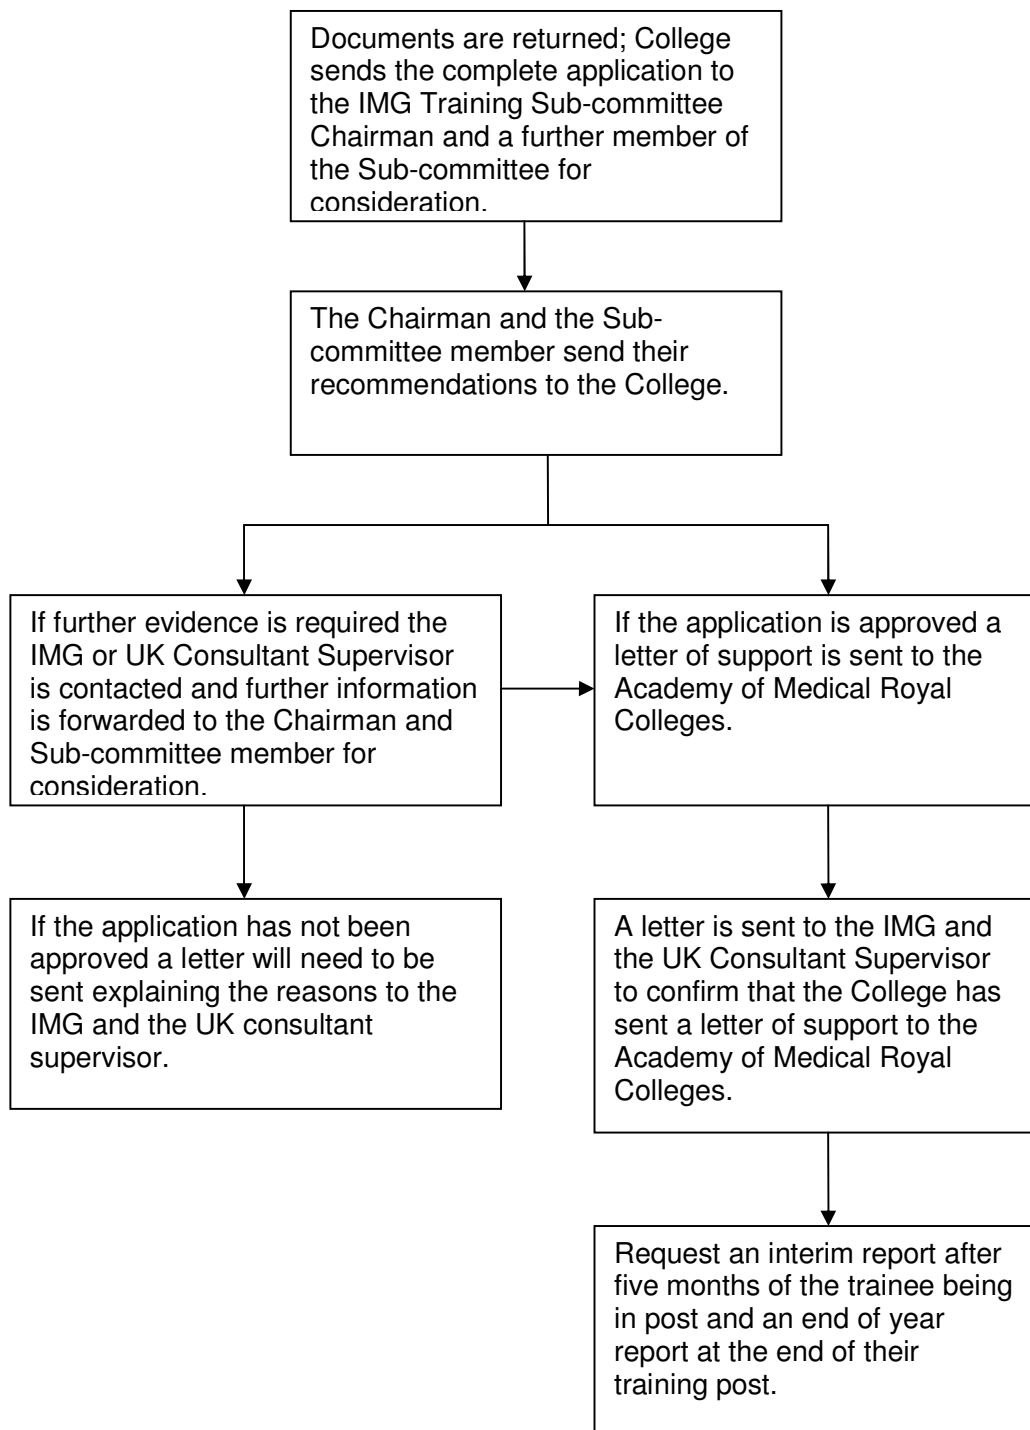 Documents are returned; College
sends the complete application to
the IMG Training Sub-committee
Chairman and a further member of
the Sub-committee for
consideration.
The Chairman and the Sub-
committee member send their
recommendations to the College.
If further evidence is required the
IMG or UK Consultant Supervisor
is contacted and further information
is forwarded to the Chairman and
Sub-committee member for
consideration.
If the application is approved a
letter of support is sent to the
Academy of Medical Royal
Colleges.
If the application has not been
approved a letter will need to be
sent explaining the reasons to the
IMG and the UK consultant
supervisor.
A letter is sent to the IMG and
the UK Consultant Supervisor
to confirm that the College has
sent a letter of support to the
Academy of Medical Royal
Colleges.
Request an interim report after
five months of the trainee being
in post and an end of year
report at the end of their
training post.